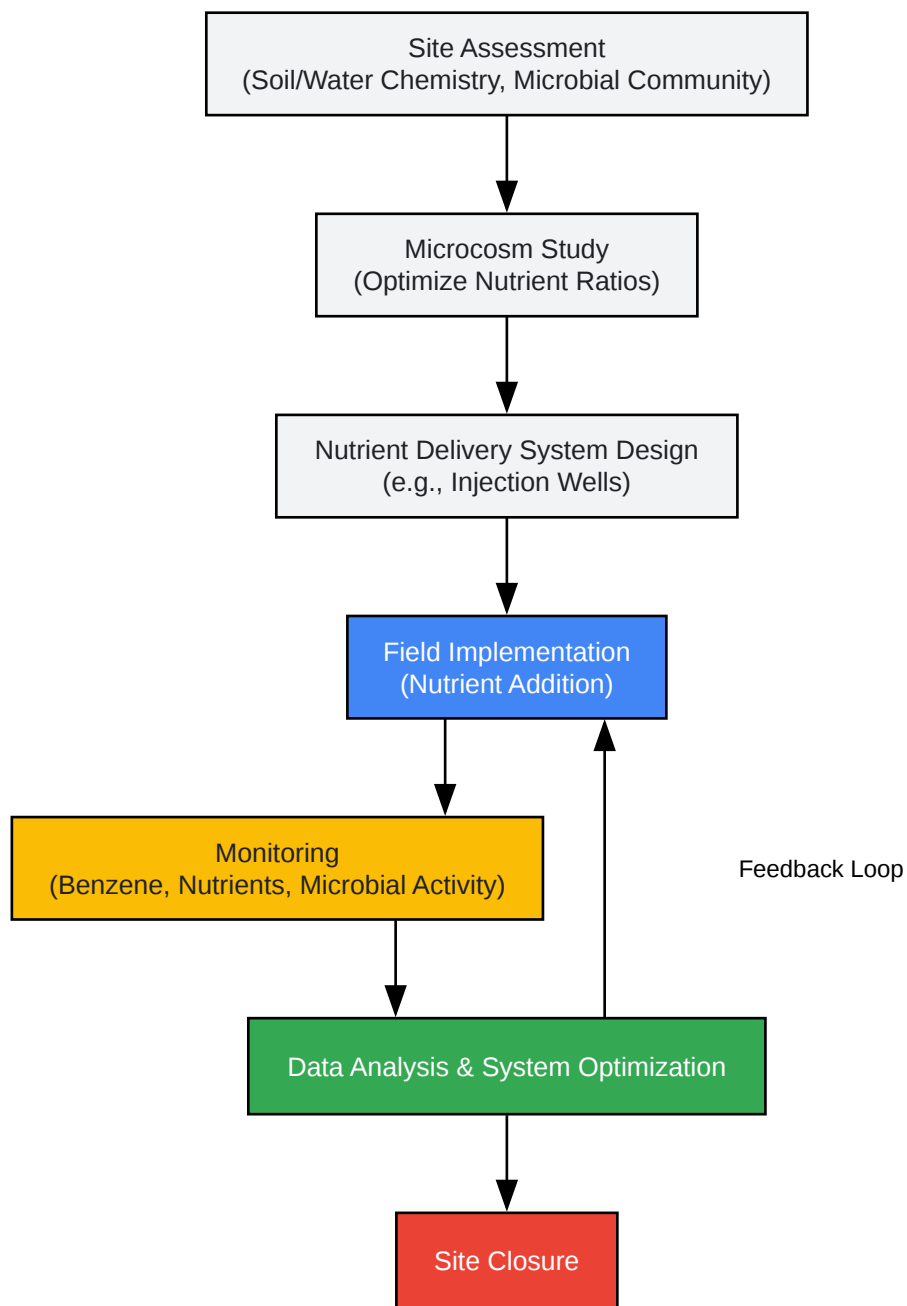 Site Assessment
(Soil/Water Chemistry, Microbial Community)
Microcosm Study
(Optimize Nutrient Ratios)
Nutrient Delivery System Design
(e.g., Injection Wells)
Field Implementation
(Nutrient Addition)
Monitoring
(Benzene, Nutrients, Microbial Activity)
Feedback Loop
Data Analysis & System Optimization
Site Closure